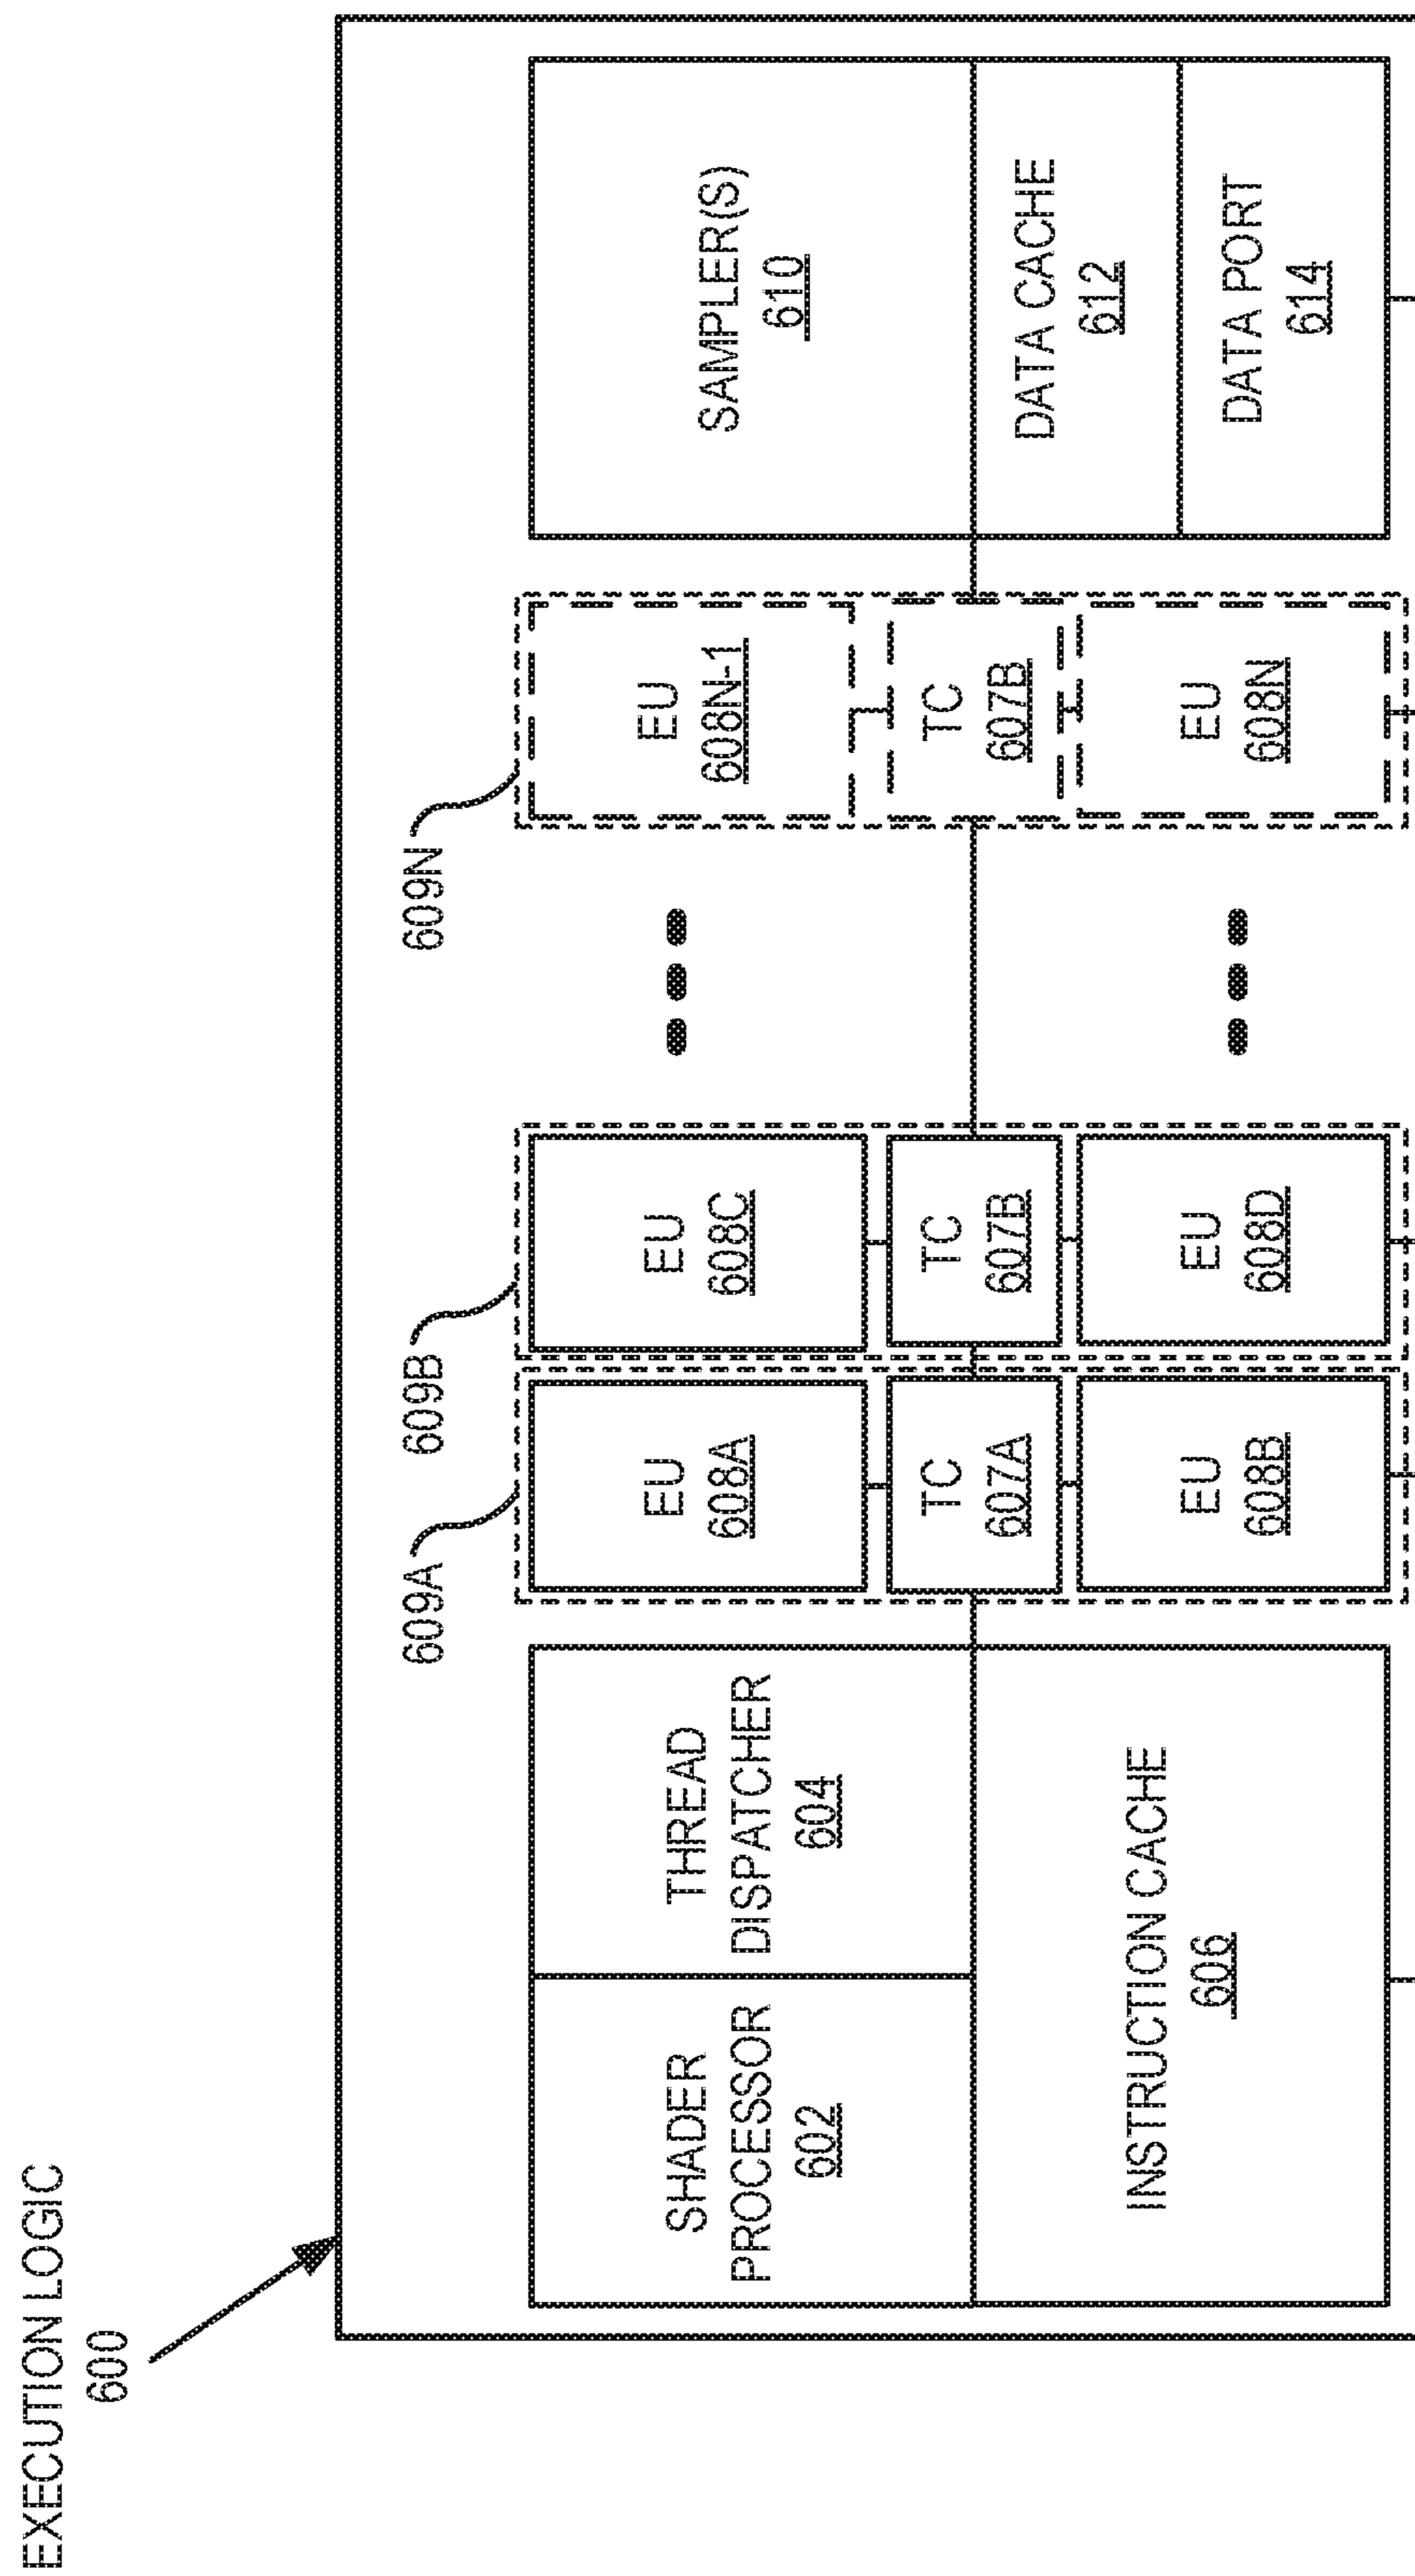 EXECUTION LOGIC
600
609A
609B
609N
SHADER
PROCESSOR
602
THREAD
DISPATCHER
604
INSTRUCTION CACHE
606
EU
608A
TC
607A
EU
608B
EU
608C
TC
607B
EU
608D
EU
608N-1
TC
607B
EU
608N
SAMPLER(S)
610
DATA CACHE
612
DATA PORT
614